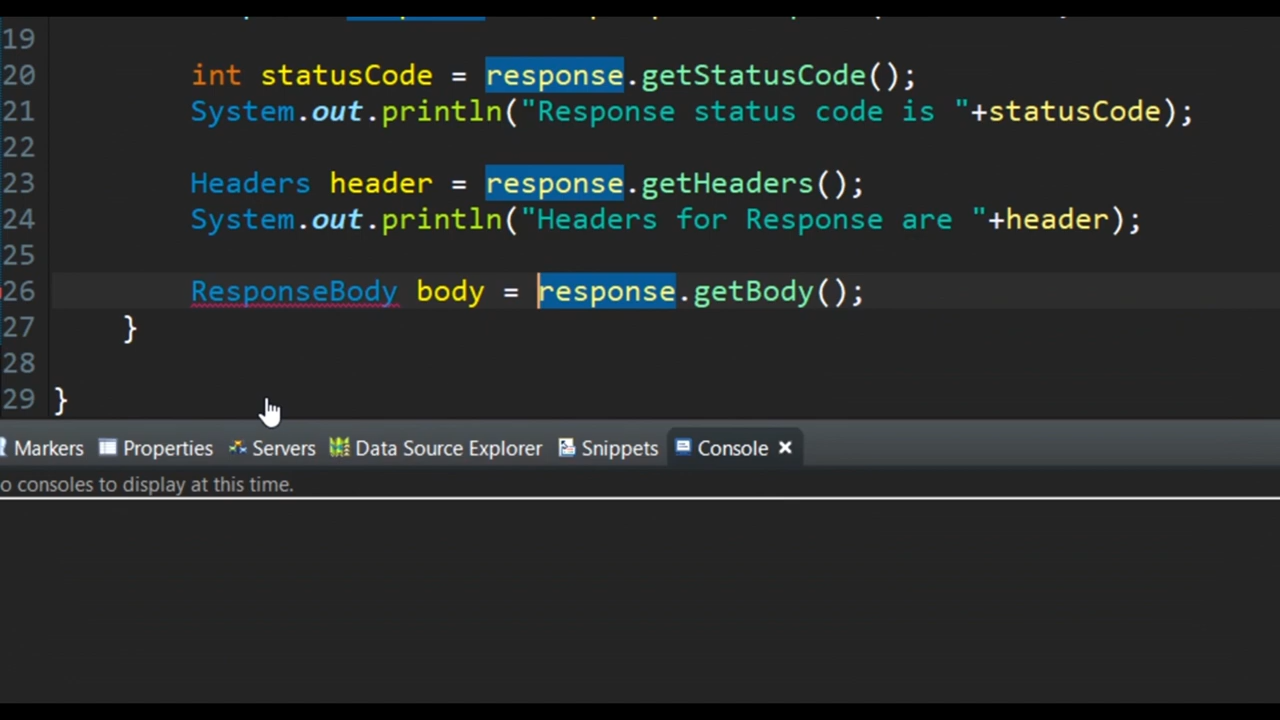 19
20 int statusCode = response.getStatusCode();
21 System.out.println("Response status code is "+statusCode);
22
23 Headers header = response.getHeaders();
24 System.out.println("Headers for Response are "+header);
25
26 ResponseBody body = response.getBody();
27 }
28
29 }
Markers Properties Servers Data Source Explorer Snippets Console
o consoles to display at this time.